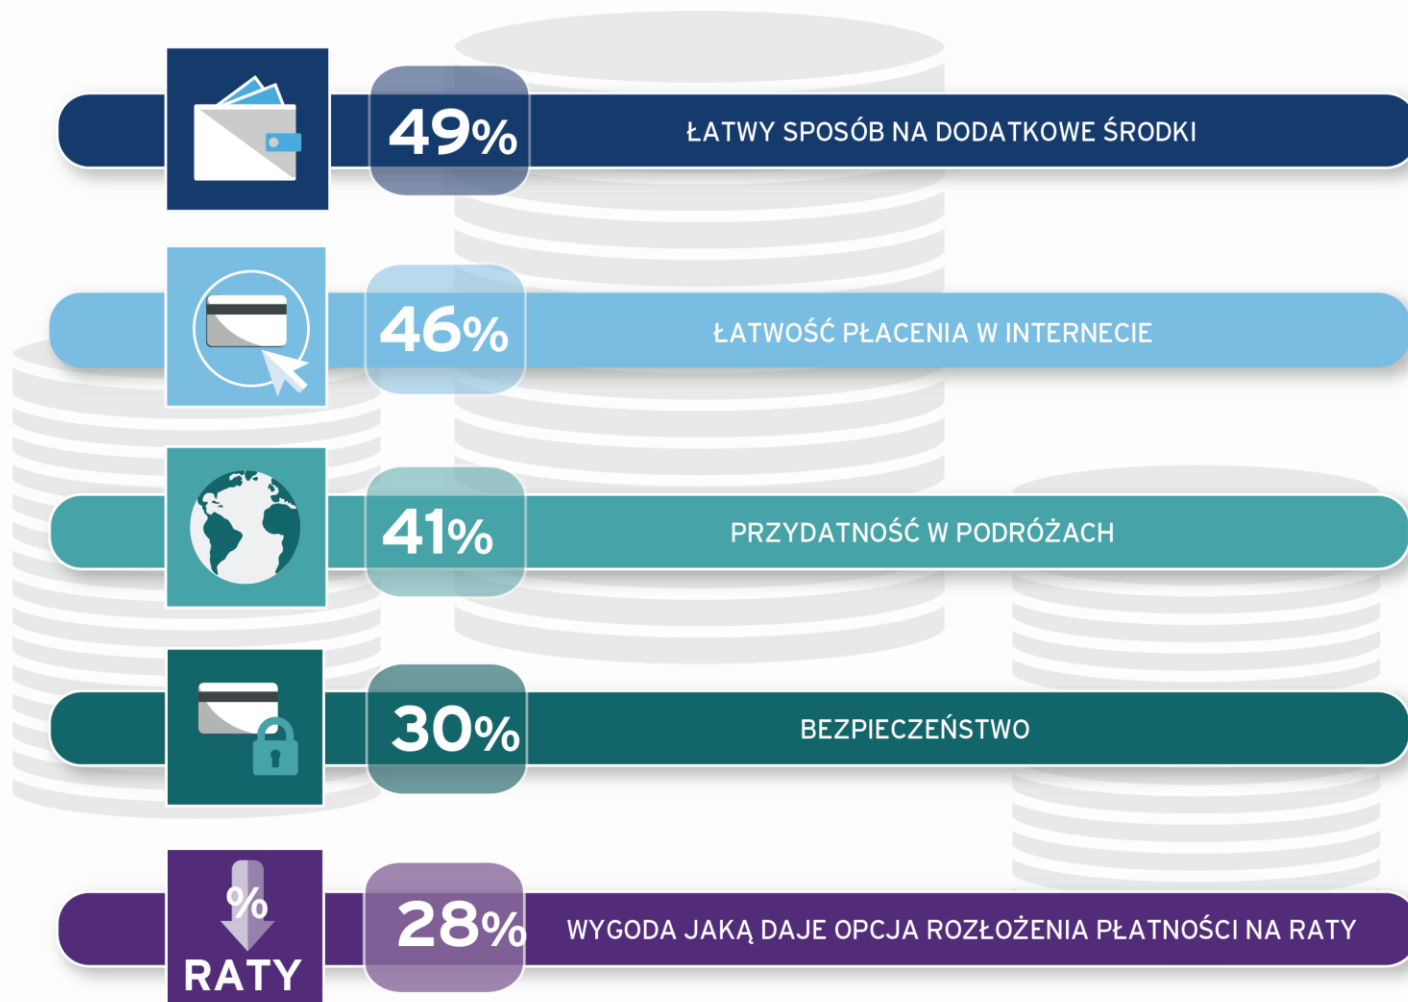 49% ŁATWY SPOSÓB NA DODATKOWE ŚRODKI
46% ŁATWOŚĆ PŁACENIA W INTERNECIE
41% PRZYDATNOŚĆ W PODRÓŻACH
30% BEZPIECZEŃSTWO
% 
RATY
28% WYGODA JAKĄ DAJE OPCJA ROZŁOŻENIA PŁATNOŚCI NA RATY